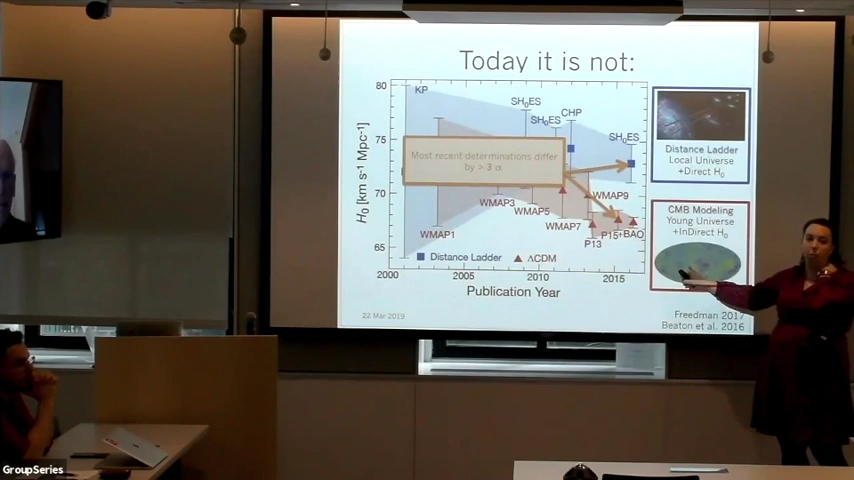 Today it is not:
80
75
70
65
H0 [km s-1 Mpc-1]
KP
SH0ES
SH0ES
CHP
SH0ES
Most recent determinations differ
by > 3 σ
WMAP1
WMAP3
WMAP5
WMAP7
WMAP9
P13
P15+BAO
Distance Ladder
ΛCDM
2000
2005
2010
2015
Publication Year
Distance Ladder
Local Universe
+Direct H0
CMB Modeling
Young Universe
+InDirect H0
22 Mar 2019
Freedman 2017
Beaton et al. 2016
GroupSeries